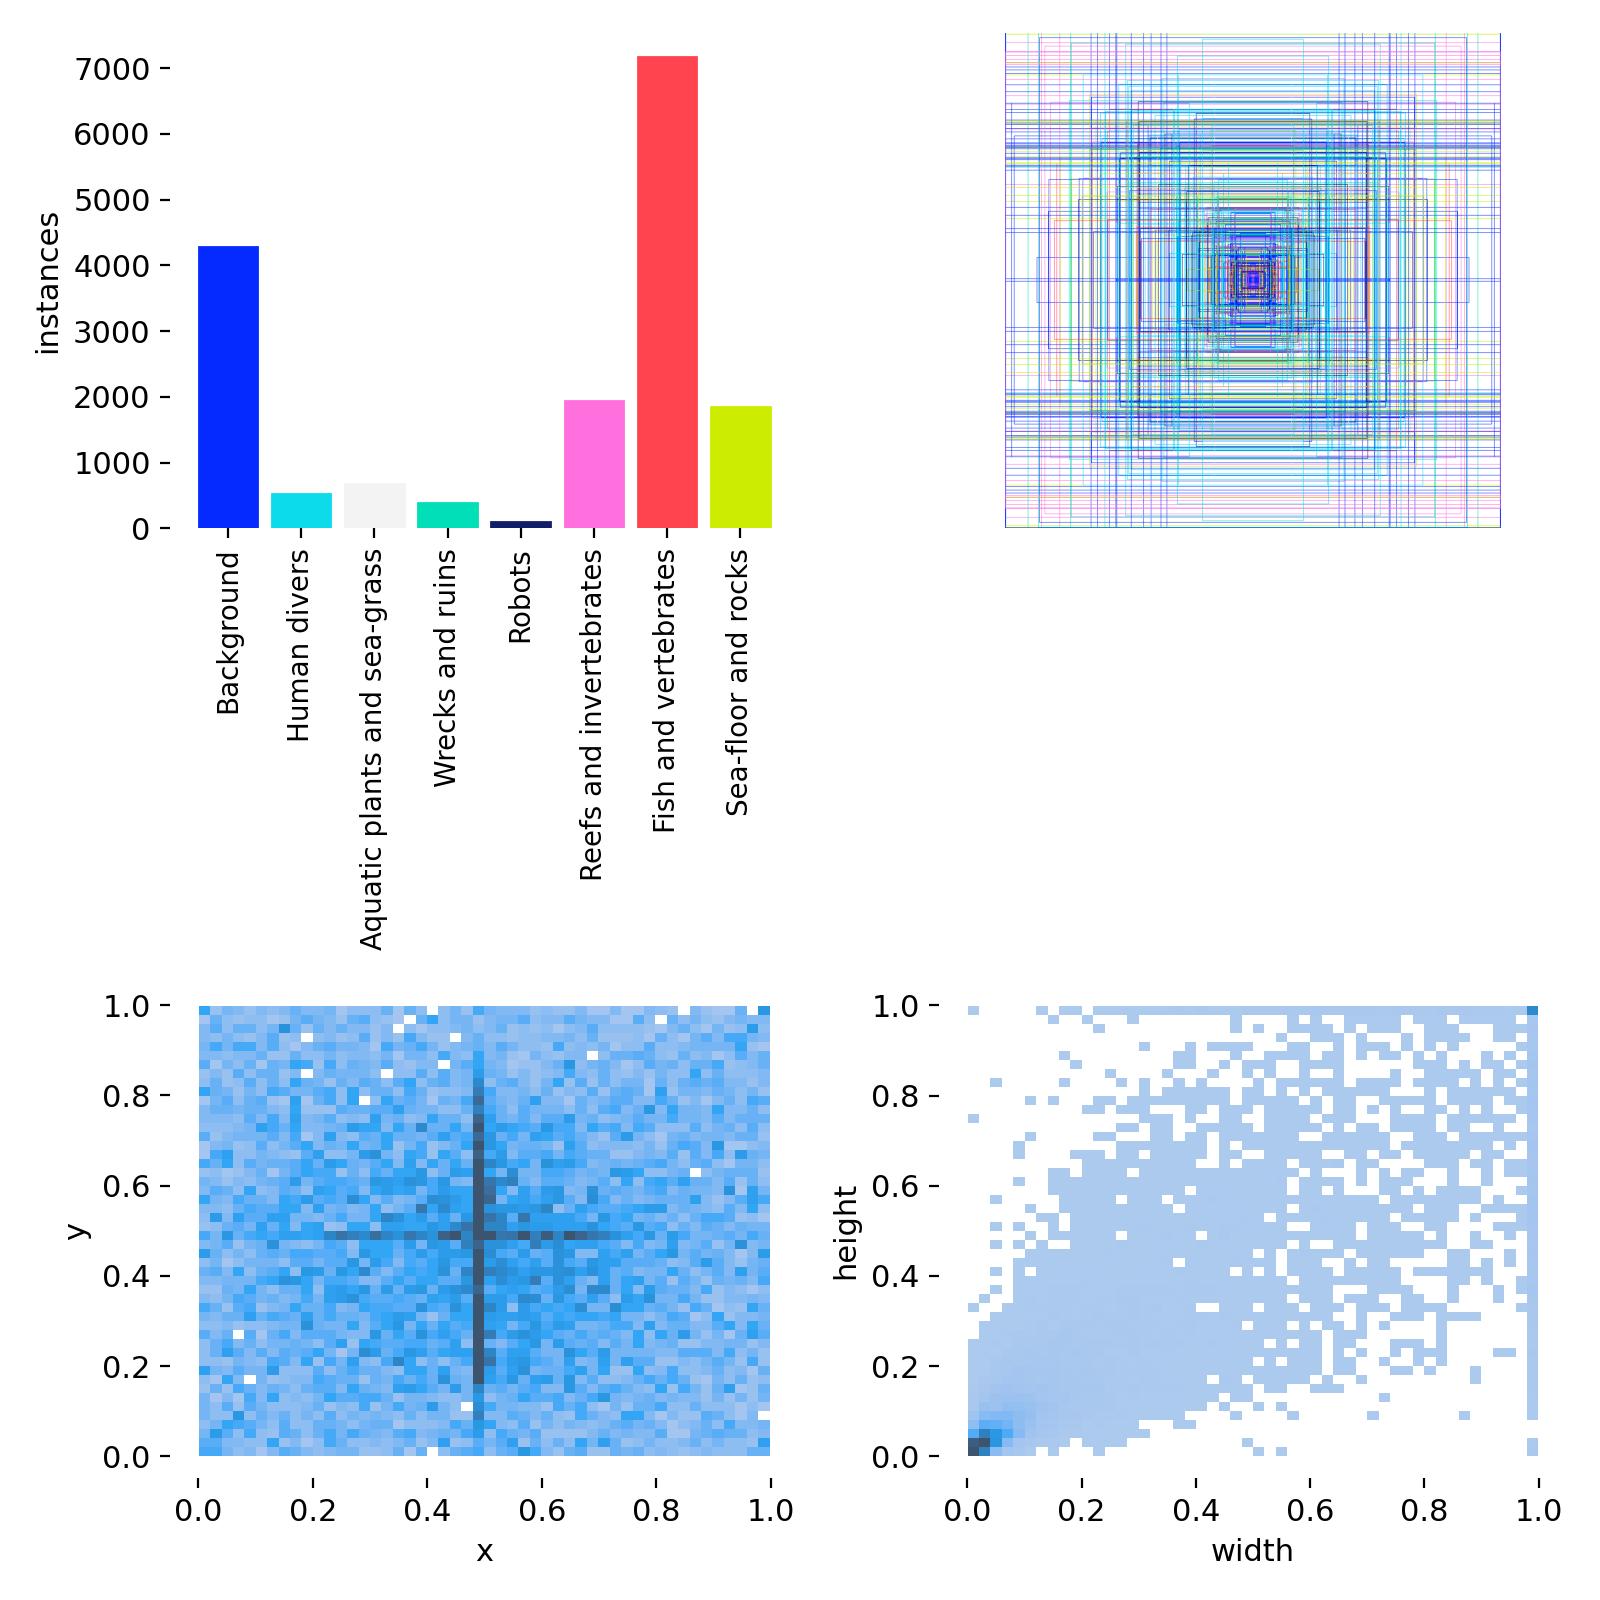 instances
7000
6000
5000
4000
3000
2000
1000
0
Background
Human divers
Aquatic plants and sea-grass
Wrecks and ruins
Robots
Reefs and invertebrates
Fish and vertebrates
Sea-floor and rocks
y
1.0
0.8
0.6
0.4
0.2
0.0
0.0 0.2 0.4 0.6 0.8 1.0
x
height
1.0
0.8
0.6
0.4
0.2
0.0
0.0 0.2 0.4 0.6 0.8 1.0
width